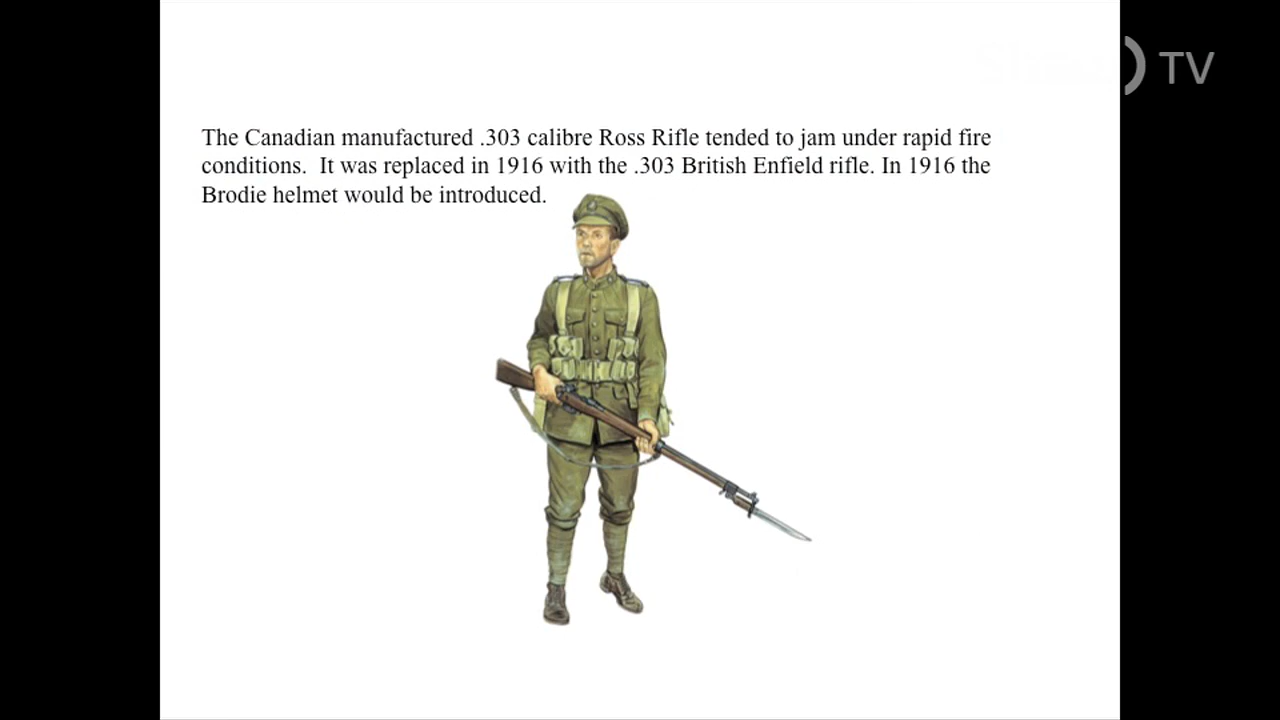 The Canadian manufactured .303 calibre Ross Rifle tended to jam under rapid fire
conditions.  It was replaced in 1916 with the .303 British Enfield rifle. In 1916 the
Brodie helmet would be introduced.
TV